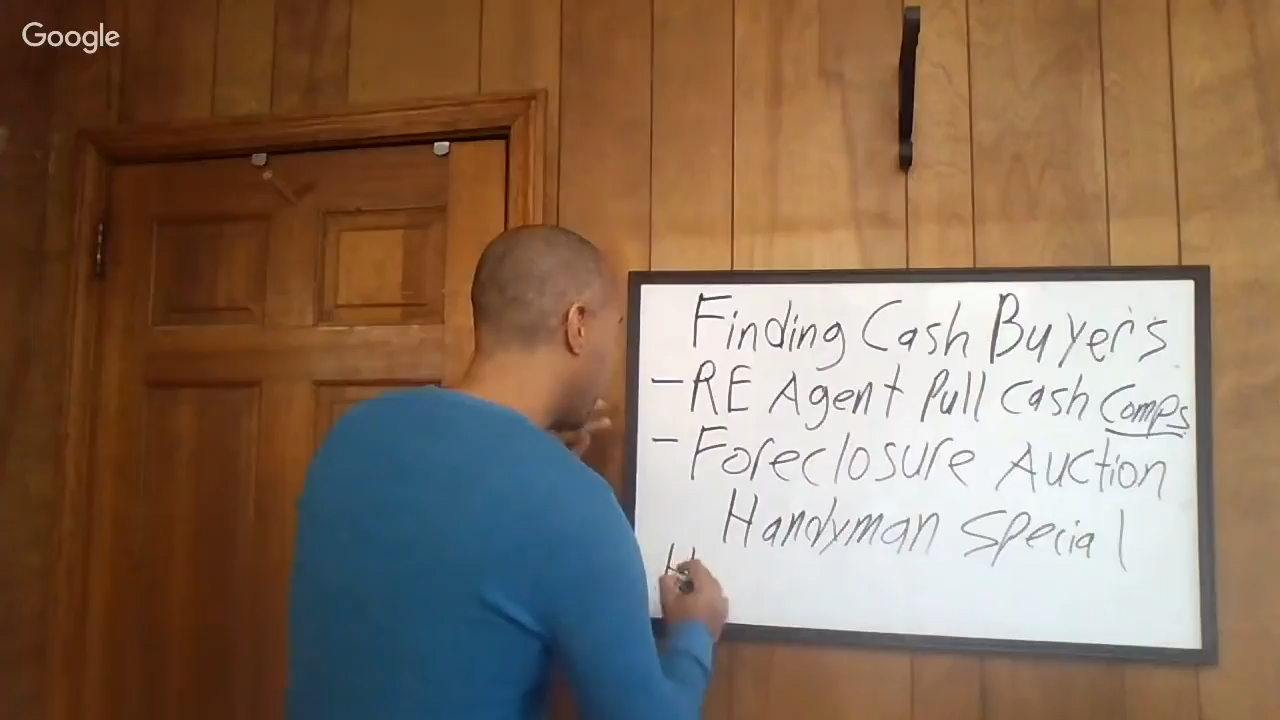 Google
Finding Cash Buyer's
- RE Agent Pull Cash Comps
- Foreclosure Auction
Handyman Special
H